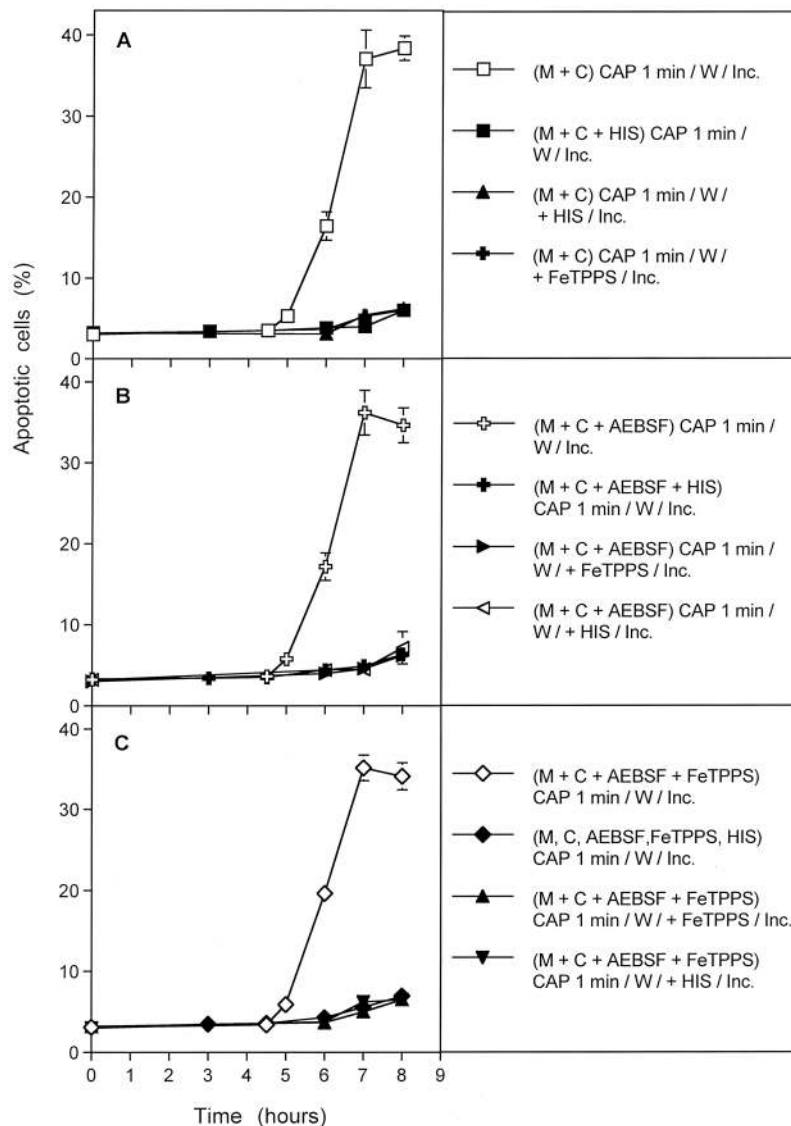 A
40
30
20
10
0
(M + C) CAP 1 min / W / Inc.
(M + C + HIS) CAP 1 min /
W / Inc.
(M + C) CAP 1 min / W /
+ HIS / Inc.
(M + C) CAP 1 min / W /
+ FeTPPS / Inc.
Apoptotic cells (%)
B
40
30
20
10
0
(M + C + AEBSF) CAP 1 min /
W / Inc.
(M + C + AEBSF + HIS)
CAP 1 min / W / Inc.
(M + C + AEBSF) CAP 1 min /
W / + FeTPPS / Inc.
(M + C + AEBSF) CAP 1 min /
W / + HIS / Inc.
C
40
30
20
10
0
0 1 2 3 4 5 6 7 8 9
Time (hours)
(M + C + AEBSF + FeTPPS)
CAP 1 min / W / Inc.
(M, C, AEBSF,FeTPPS, HIS)
CAP 1 min / W / Inc.
(M + C + AEBSF + FeTPPS)
CAP 1 min / W / + FeTPPS / Inc.
(M + C + AEBSF + FeTPPS)
CAP 1 min / W / + HIS / Inc.